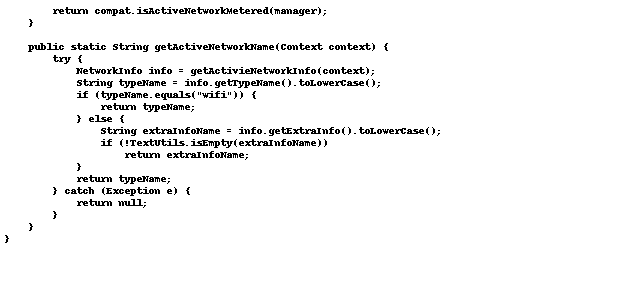 return compat.isActiveNetworkMetered(manager);
    }

    public static String getActiveNetworkName(Context context) {
        try {
            NetworkInfo info = getActivieNetworkInfo(context);
            String typeName = info.getTypeName().toLowerCase();
            if (typeName.equals("wifi")) {
                return typeName;
            } else {
                String extraInfoName = info.getExtraInfo().toLowerCase();
                if (!TextUtils.isEmpty(extraInfoName))
                    return extraInfoName;
            }
            return typeName;
        } catch (Exception e) {
            return null;
        }
    }
}